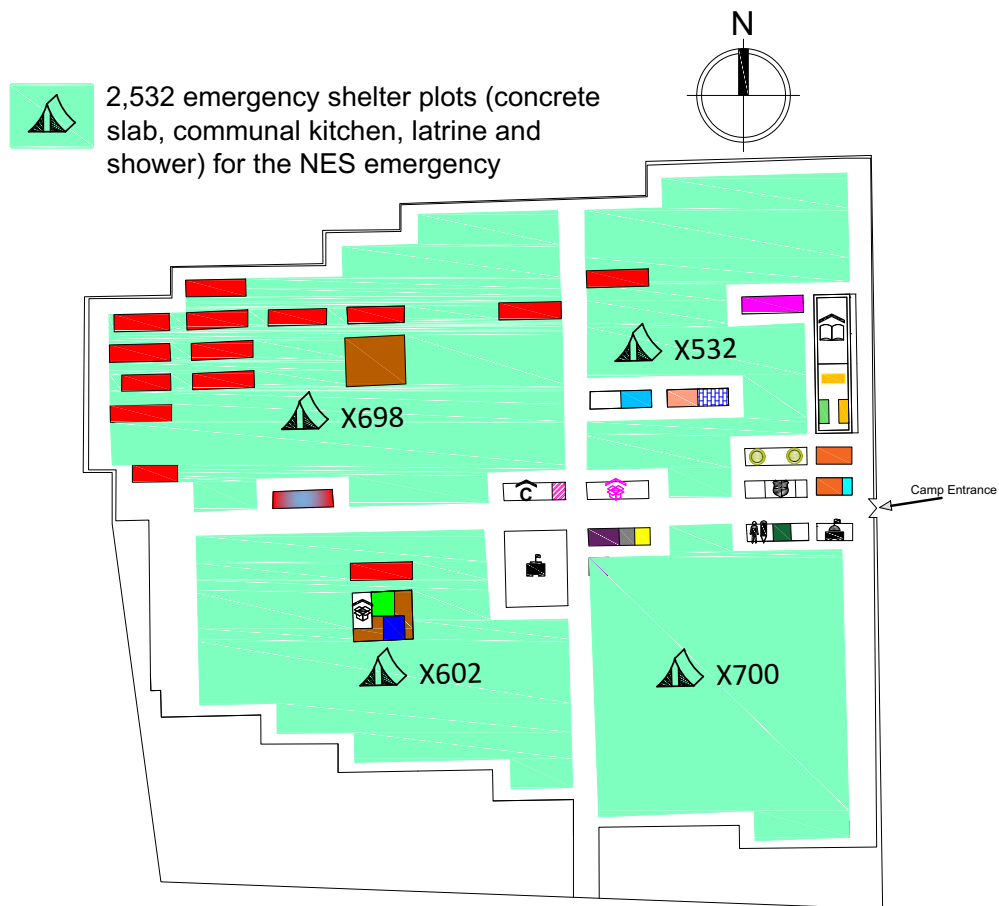 N
2,532 emergency shelter plots (concrete
slab, communal kitchen, latrine and
shower) for the NES emergency
X532
X698
Camp Entrance
C
X602
X700